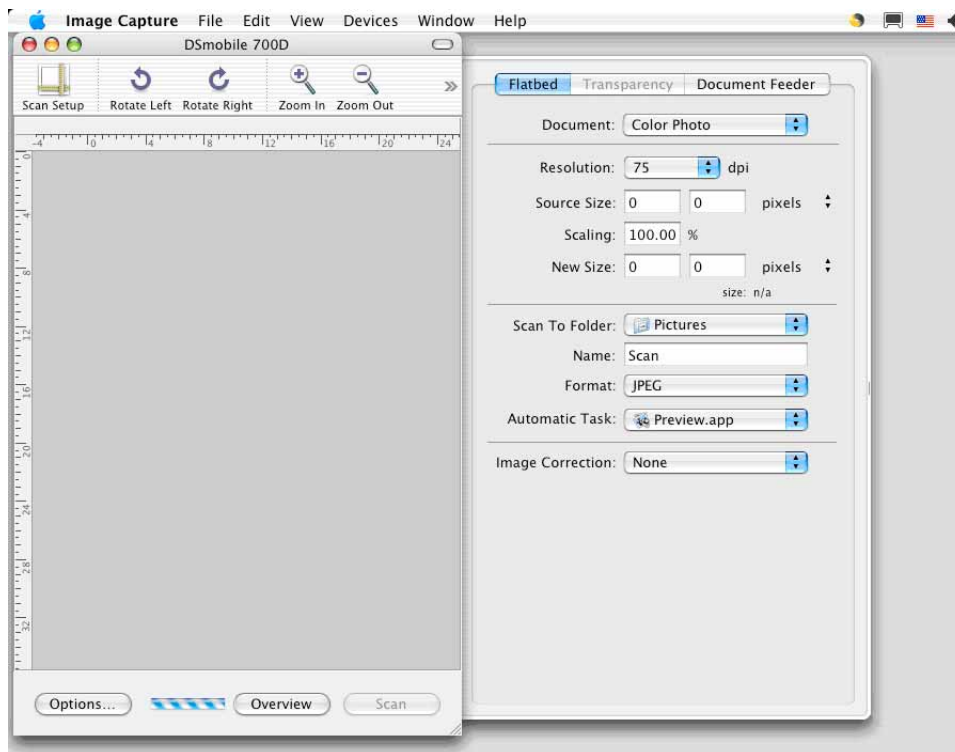 Image Capture File Edit View Devices Window Help
DSmobile 700D
Scan Setup Rotate Left Rotate Right Zoom In Zoom Out »
-4 0 4 8 12 16 20 24
0
4
8
12
16
20
24
28
32
Options... Overview Scan
Flatbed Transparency Document Feeder
Document: Color Photo
Resolution: 75 dpi
Source Size: 0 0 pixels
Scaling: 100.00 %
New Size: 0 0 pixels
size: n/a
Scan To Folder: Pictures
Name: Scan
Format: JPEG
Automatic Task: Preview.app
Image Correction: None